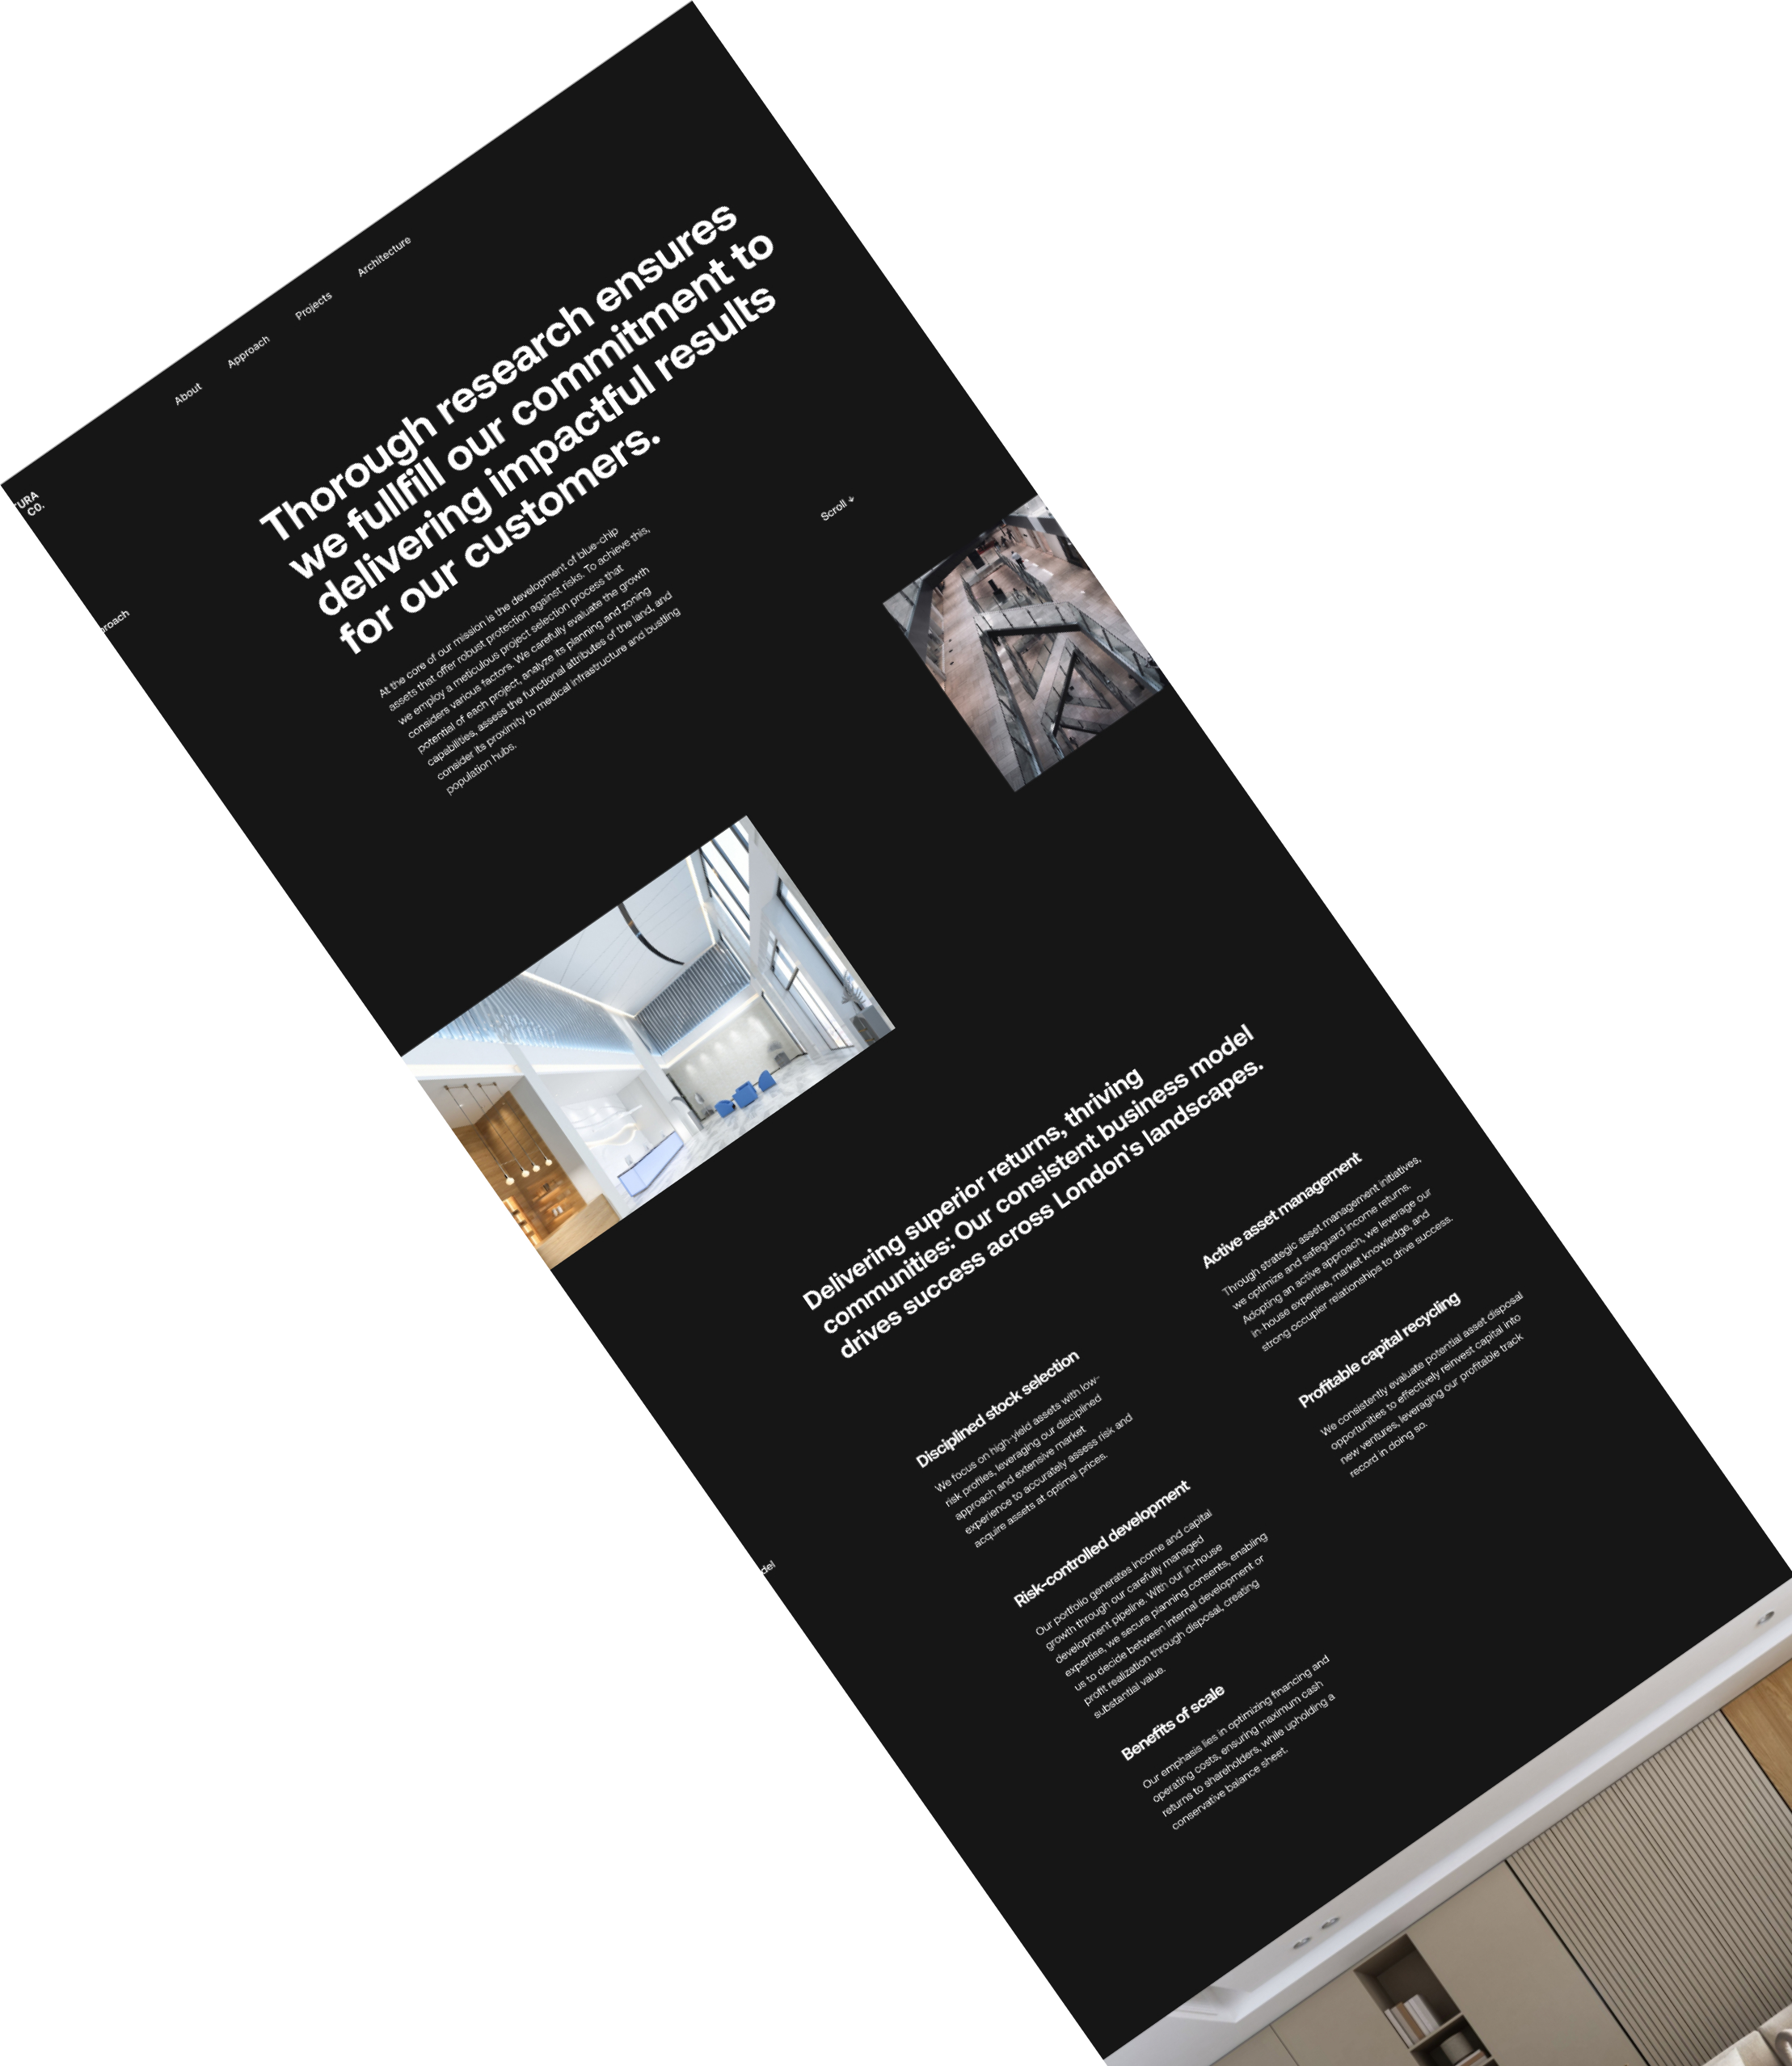 About
Approach
Projects
Architecture
URA
CO.
Thorough research ensures
we fullfill our commitment to
delivering impactful results
for our customers.
Scroll ↓
roach
At the core of our mission is the development of blue-chip
assets that offer robust protection against risks. To achieve this,
we employ a meticulous project selection process that
considers various factors. We carefully evaluate the growth
potential of each project, analyze its planning and zoning
capabilities, assess the functional attributes of the land, and
consider its proximity to medical infrastructure and bustling
population hubs.
Delivering superior returns, thriving
communities: Our consistent business model
drives success across London's landscapes.
del
Disciplined stock selection
We focus on high-yield assets with low-
risk profiles, leveraging our disciplined
approach and extensive market
experience to accurately assess risk and
acquire assets at optimal prices.
Active asset management
Through strategic asset management initiatives,
we optimize and safeguard income returns.
Adopting an active approach, we leverage our
in-house expertise, market knowledge, and
strong occupier relationships to drive success.
Risk-controlled development
Our portfolio generates income and capital
growth through our carefully managed
development pipeline. With our in-house
expertise, we secure planning consents, enabling
us to decide between internal development or
profit realization through disposal, creating
substantial value.
Profitable capital recycling
We consistently evaluate potential asset disposal
opportunities to effectively reinvest capital into
new ventures, leveraging our profitable track
record in doing so.
Benefits of scale
Our emphasis lies in optimizing financing and
operating costs, ensuring maximum cash
returns to shareholders, while upholding a
conservative balance sheet.